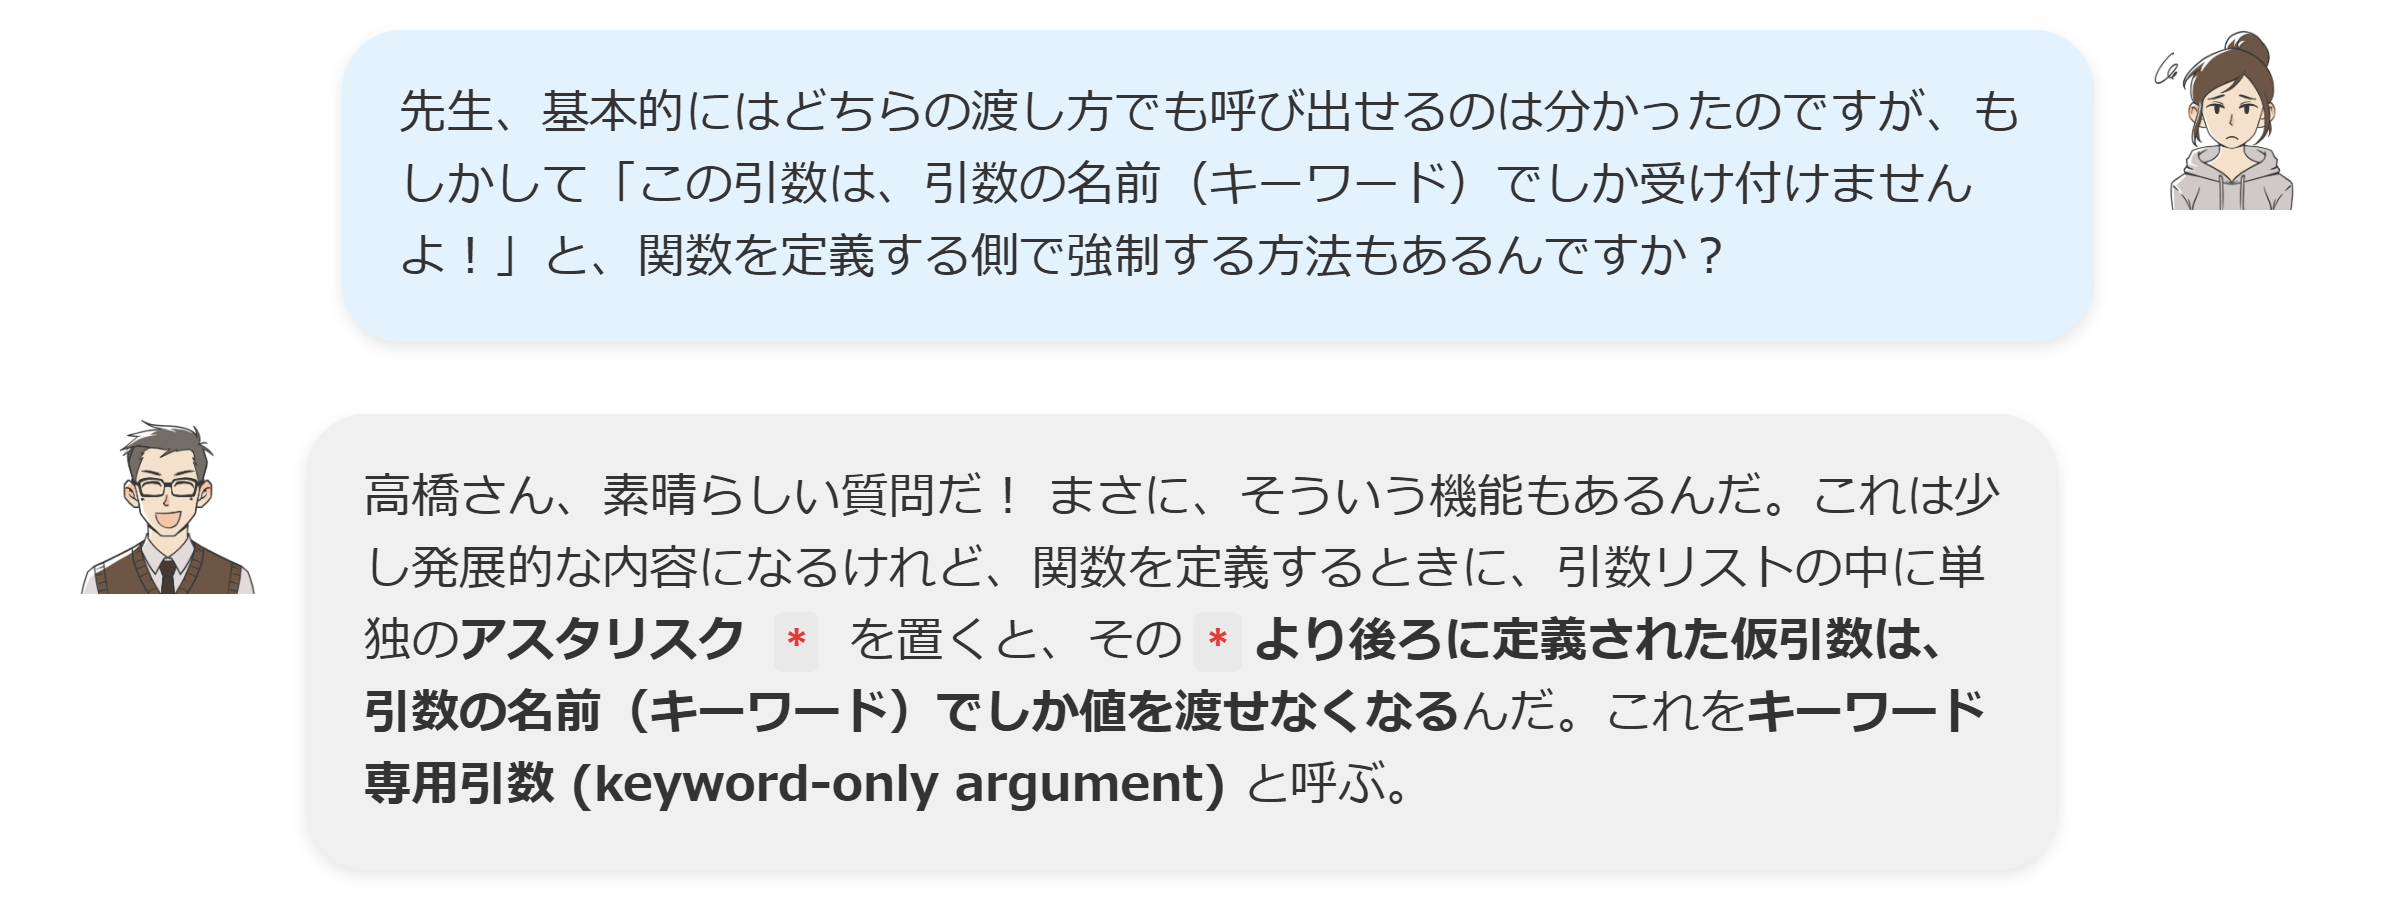 先生、基本的にはどちらの渡し方でも呼び出せるのは分かったのですが、も
しかして「この引数は、引数の名前（キーワード）でしか受け付けません
よ！」と、関数を定義する側で強制する方法もあるんですか？
高橋さん、素晴らしい質問だ！ まさに、そういう機能もあるんだ。これは少
し発展的な内容になるけれど、関数を定義するときに、引数リストの中に単
独のアスタリスク * を置くと、その * より後ろに定義された仮引数は、
引数の名前（キーワード）でしか値を渡せなくなるんだ。これをキーワード
専用引数 (keyword-only argument) と呼ぶ。